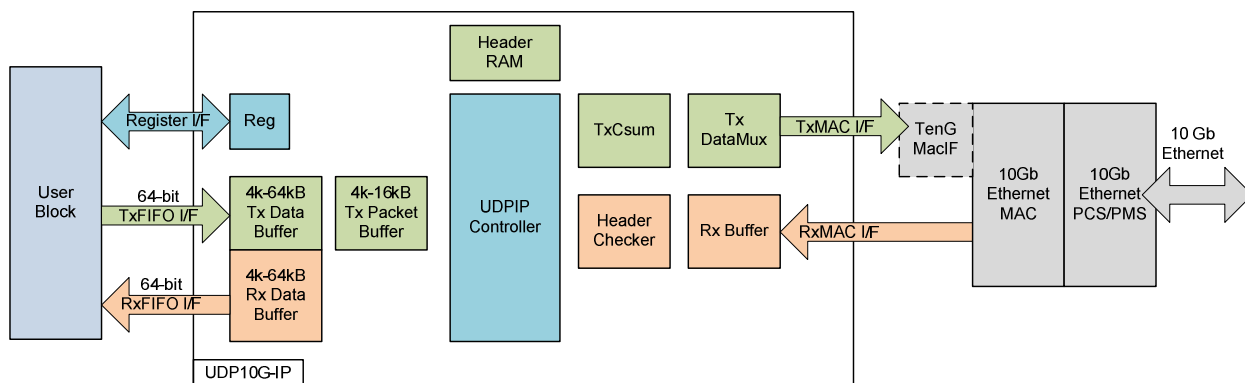 Header
RAM
User
Block
Register I/F
Reg
64-bit
TxFIFO I/F
4k-64kB
Tx Data
Buffer
4k-16kB
Tx Packet
Buffer
64-bit
RxFIFO I/F
4k-64kB
Rx Data
Buffer
UDPIP
Controller
TxCsum
Tx
DataMux
Header
Checker
Rx Buffer
TxMAC I/F
RxMAC I/F
TenG
MacIF
10Gb
Ethernet
MAC
10Gb
Ethernet
PCS/PMS
10 Gb
Ethernet
UDP10G-IP